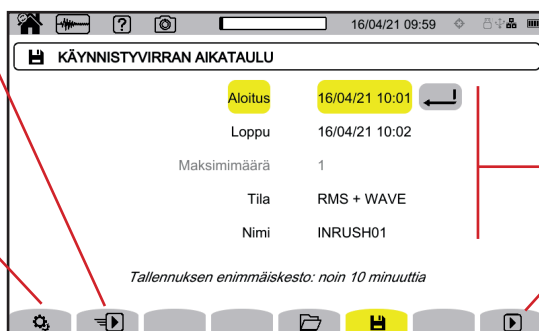 ?
16/04/21 09:59
KÄYNNISTYVIRRAN AIKATAULU
Aloitus 16/04/21 10:01
Loppu 16/04/21 10:02
Maksimimäärä 1
Tila RMS + WAVE
Nimi INRUSH01
Tallennuksen enimmäiskesto: noin 10 minuuttia